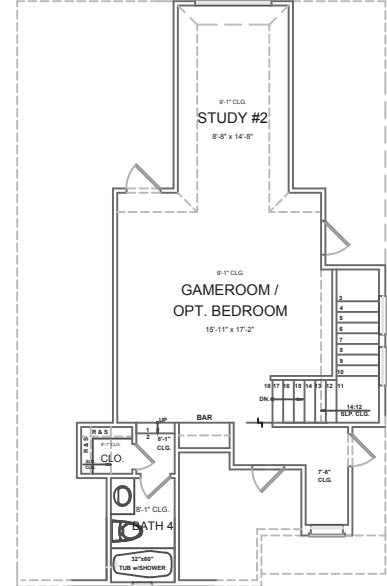 9'-1" CLG.
STUDY #2
8'-8" x 14'-8"
9'-1" CLG.
GAMEROOM /
OPT. BEDROOM
15'-11" x 17'-2"
3
4
5
6
7
8
9
10
18 17 16 15 14 13 12 11
DN.
14:12
SLP. CLG.
UP
BAR
1
2
R & S
R & S
8'-1"
CLG.
8'-1" CLG.
CLO.
7'-8"
CLG.
8'-1" CLG.
BATH 4
32"x60"
TUB w/SHOWER